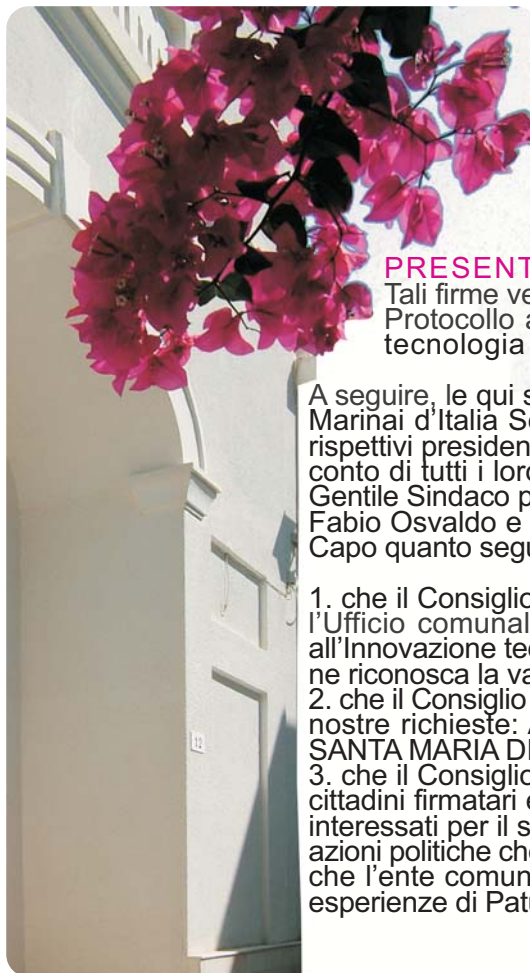 PRESENT
Tali firme ve
Protocollo a
tecnologia
A seguire, le qui s
Marinai d'Italia Se
rispettivi presiden
conto di tutti i loro
Gentile Sindaco p
Fabio Osvaldo e
Capo quanto segu
1. che il Consiglio
l'Ufficio comunal
all'Innovazione tec
ne riconosca la va
2. che il Consiglio
nostre richieste: A
SANTA MARIA DI
3. che il Consiglio
cittadini firmatari e
interessati per il s
azioni politiche che
che l'ente comun
esperienze di Patu
12